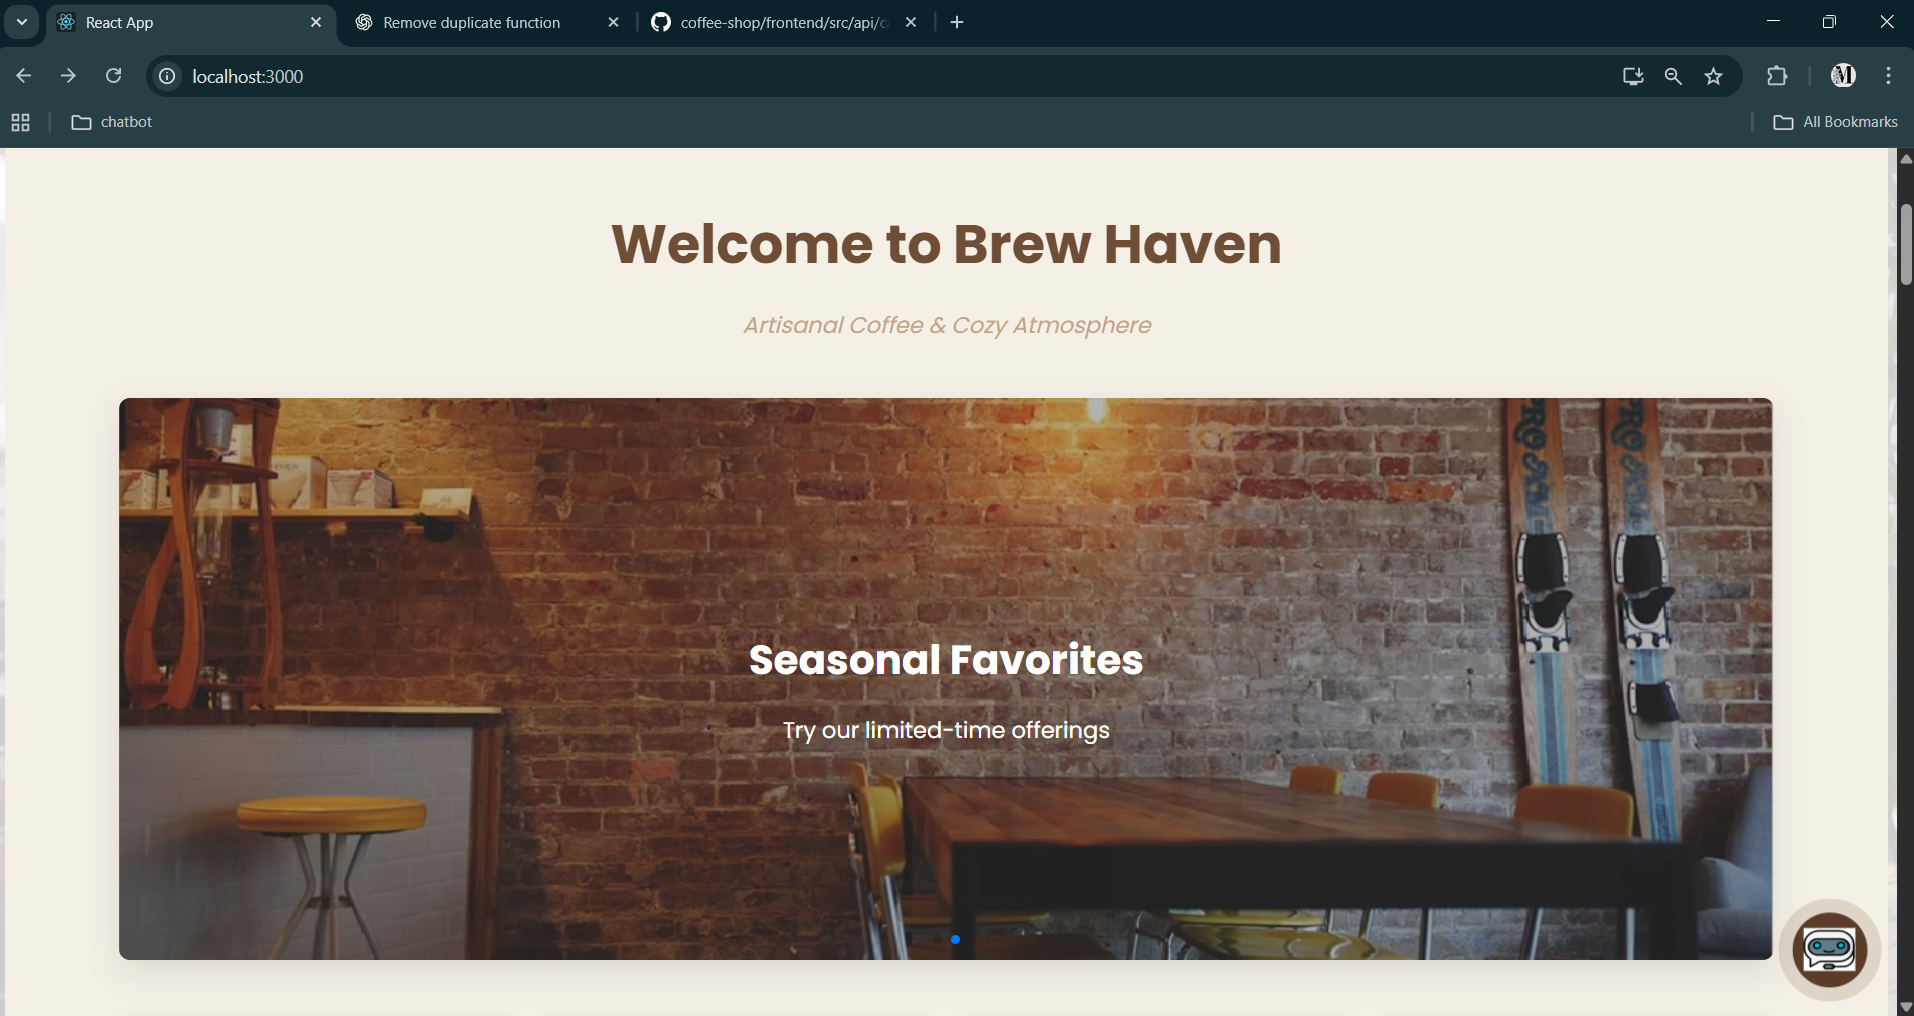 React App
Remove duplicate function
coffee-shop/frontend/src/api/c
localhost:3000
chatbot
All Bookmarks
Welcome to Brew Haven
Artisanal Coffee & Cozy Atmosphere
Seasonal Favorites
Try our limited-time offerings